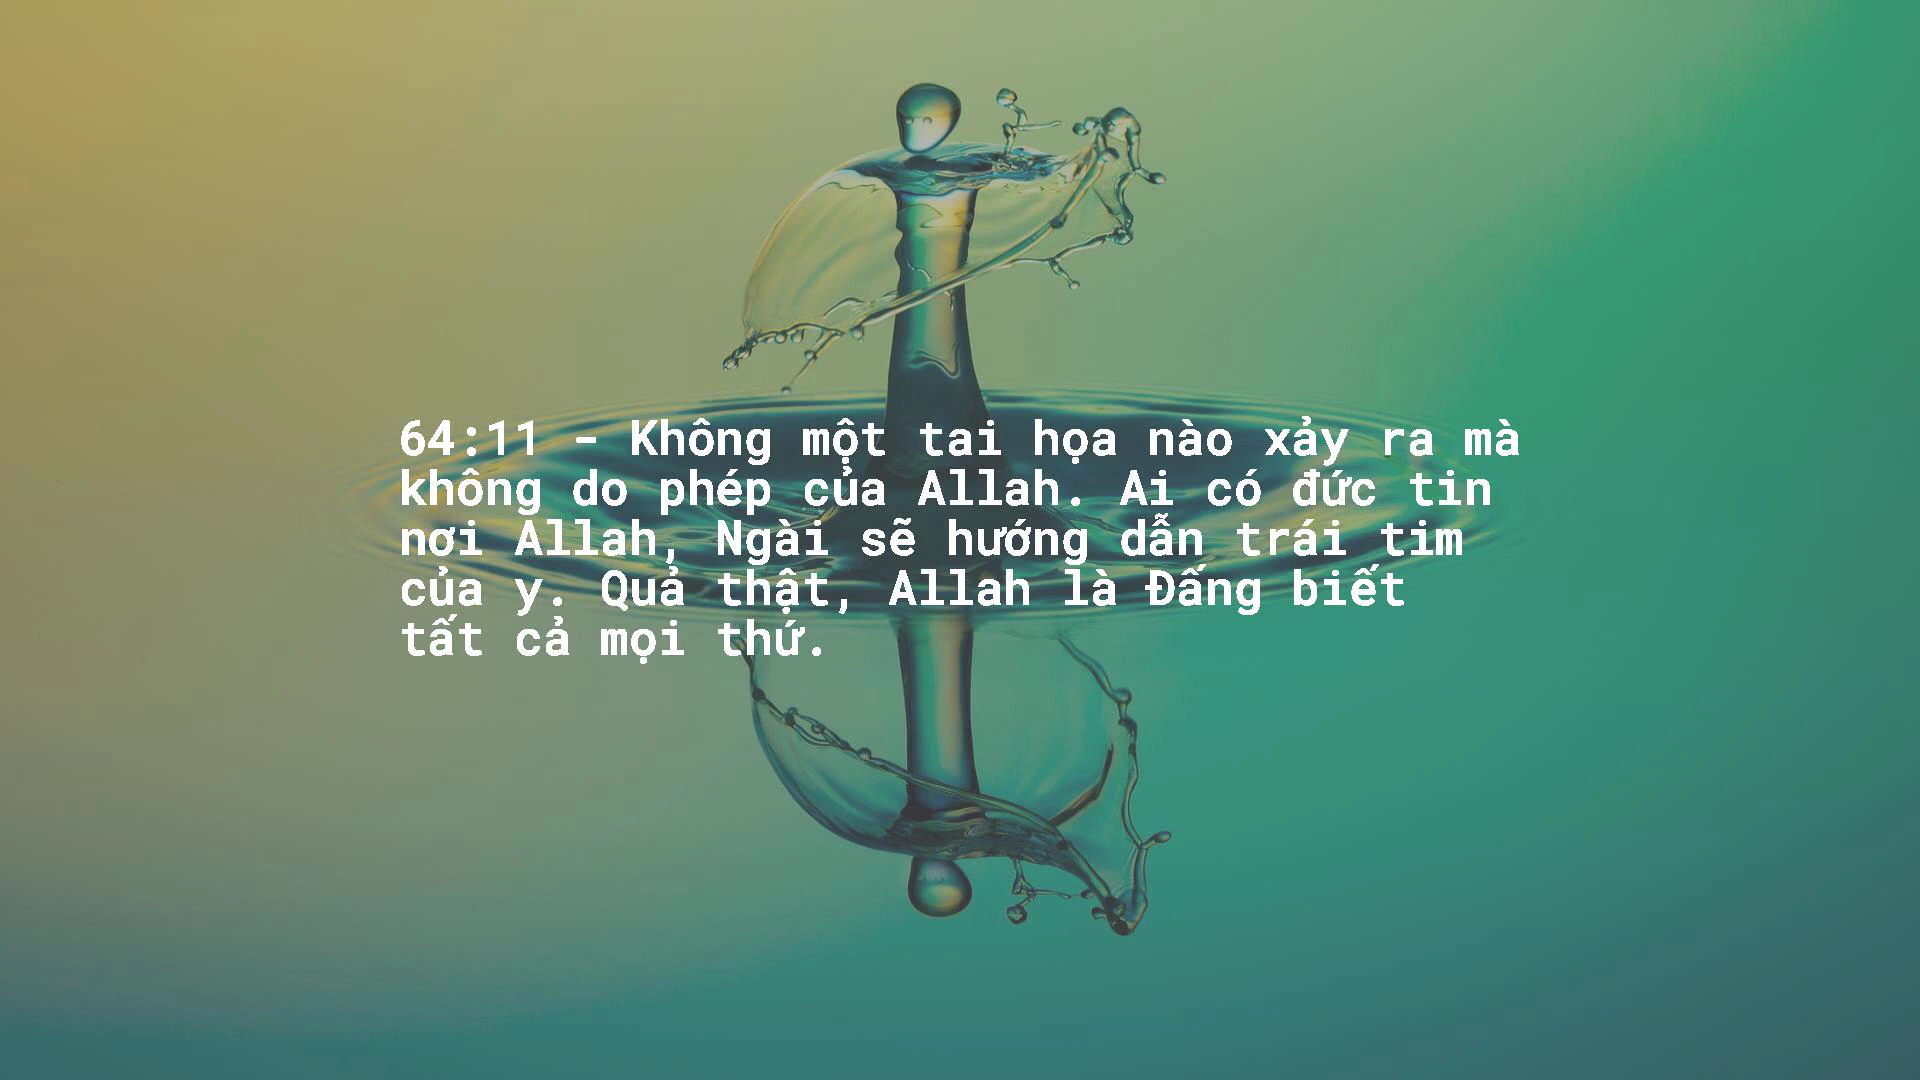 64:11 - Không một tai họa nào xảy ra mà
không do phép của Allah. Ai có đức tin
nơi Allah, Ngài sẽ hướng dẫn trái tim
của y. Quả thật, Allah là Đấng biết
tất cả mọi thứ.